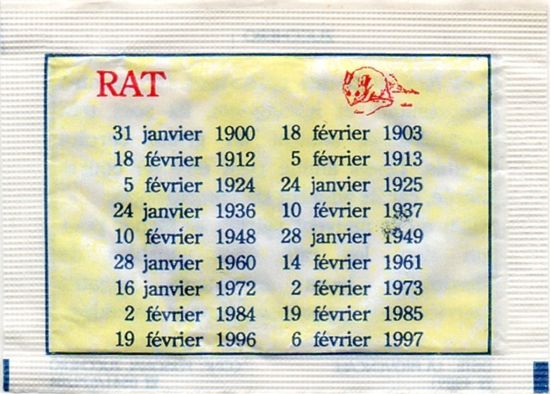 RAT
31 janvier 1900 18 février 1903
18 février 1912 5 février 1913
5 février 1924 24 janvier 1925
24 janvier 1936 10 février 1937
10 février 1948 28 janvier 1949
28 janvier 1960 14 février 1961
16 janvier 1972 2 février 1973
2 février 1984 19 février 1985
19 février 1996 6 février 1997